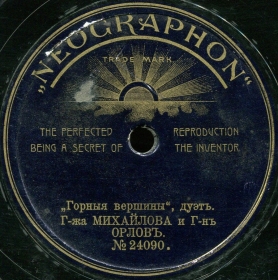 „NEOGRAPHON“
TRADE MARK.
THE PERFECTED REPRODUCTION
BEING A SECRET OF THE INVENTOR
„Горныя вершины“, дуэтъ.
Г-жа МИХАЙЛОВА и Г-нъ
ОРЛОВЪ.
№ 24090.